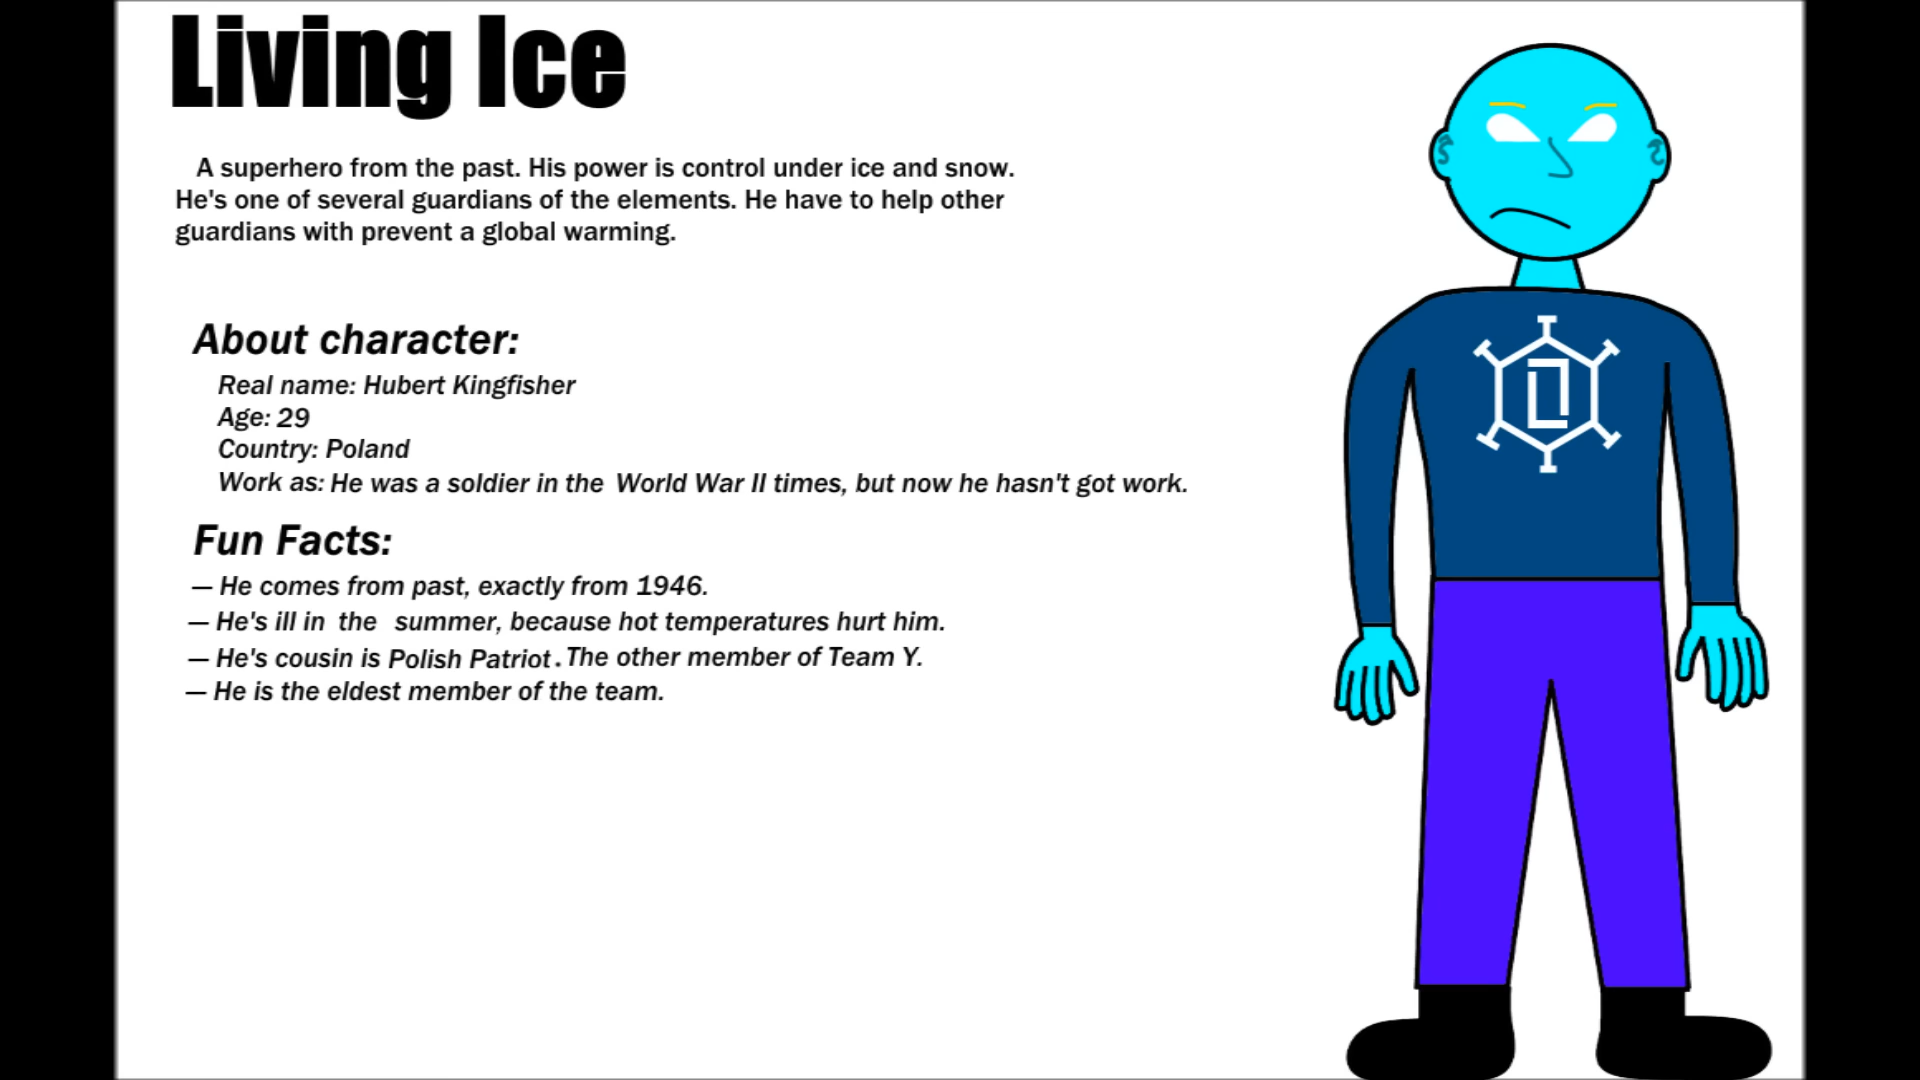 Living Ice
A superhero from the past. His power is control under ice and snow.
He's one of several guardians of the elements. He have to help other
guardians with prevent a global warming.
About character:
Real name: Hubert Kingfisher
Age: 29
Country: Poland
Work as: He was a soldier in the World War II times, but now he hasn't got work.
Fun Facts:
— He comes from past, exactly from 1946.
— He's ill in the summer, because hot temperatures hurt him.
— He's cousin is Polish Patriot. The other member of Team Y.
— He is the eldest member of the team.